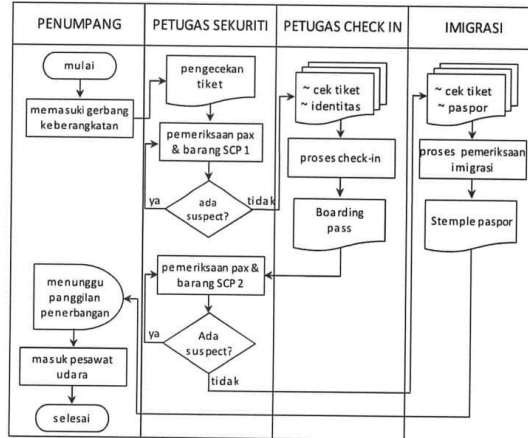 PENUMPANG
PETUGAS SEKURITI
PETUGAS CHECK IN
IMIGRASI
mulai
memasuki gerbang
keberangkatan
pengecekan
tiket
pemeriksaan pax
& barang SCP 1
ada
suspect?
ya
tidak
~ cek tiket
~ identitas
proses check-in
Boarding
pass
pemeriksaan pax &
barang SCP 2
Ada
suspect?
ya
tidak
~ cek tiket
~ paspor
proses pemeriksaan
imigrasi
Stemple paspor
menunggu
panggilan
penerbangan
masuk pesawat
udara
selesai